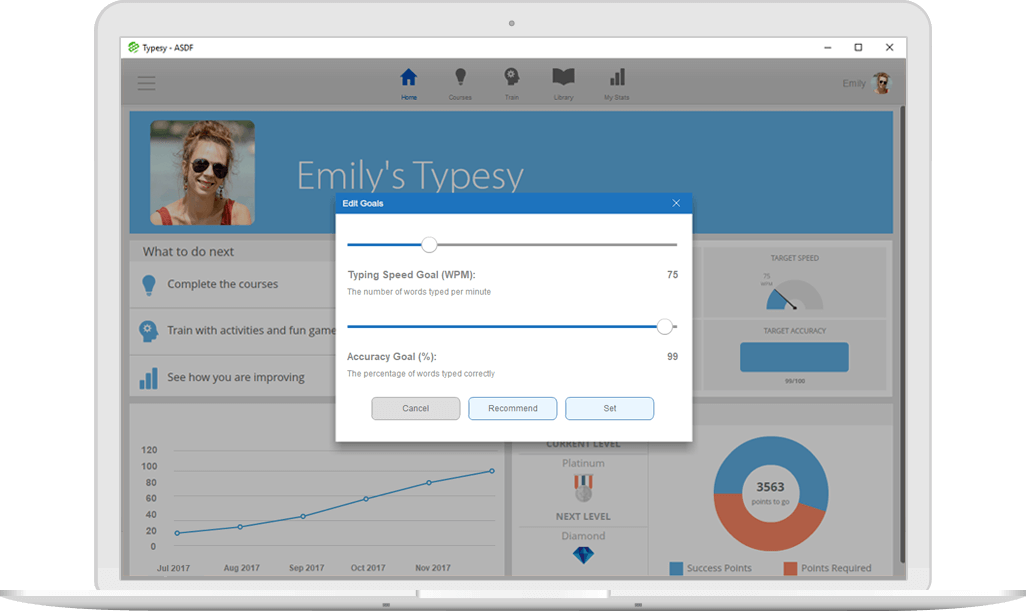 Typesy - ASDF
Home
Courses
Train
Library
My Stats
Emily
Emily's Typesy
Edit Goals
Typing Speed Goal (WPM): 75
The number of words typed per minute
Accuracy Goal (%): 99
The percentage of words typed correctly
Cancel
Recommend
Set
What to do next
Complete the courses
Train with activities and fun game
See how you are improving
TARGET SPEED
75
WPM
TARGET ACCURACY
99/100
120
100
80
60
40
20
0
Jul 2017
Aug 2017
Sep 2017
Oct 2017
Nov 2017
CURRENT LEVEL
Platinum
NEXT LEVEL
Diamond
3563
points to go
Success Points
Points Required